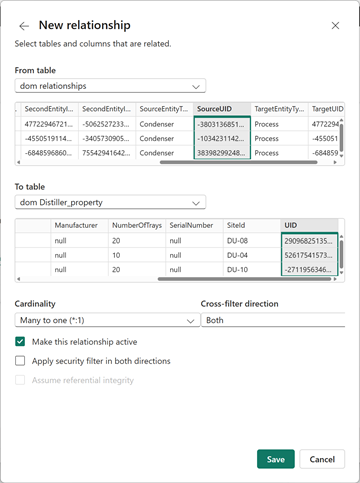 New relationship
Select tables and columns that are related.
From table
dom relationships
SecondEntityI... SecondEntityI... SourceEntityT... SourceUID TargetEntityTy... TargetUID
47722946721... -5062527233... Condenser -3803136851... Process 477229...
-4550519114... -3405730905... Condenser -1034231142... Process -455051
-6848596860... 75542941642... Condenser 38398299248... Process -684859
To table
dom Distiller_property
Manufacturer NumberOfTrays SerialNumber SiteId UID
null 20 null DU-08 29096825135...
null 10 null DU-04 52617541573...
null 20 null DU-10 -2711956346...
Cardinality Cross-filter direction
Many to one (*:1) Both
Make this relationship active
Apply security filter in both directions
Assume referential integrity
Save Cancel